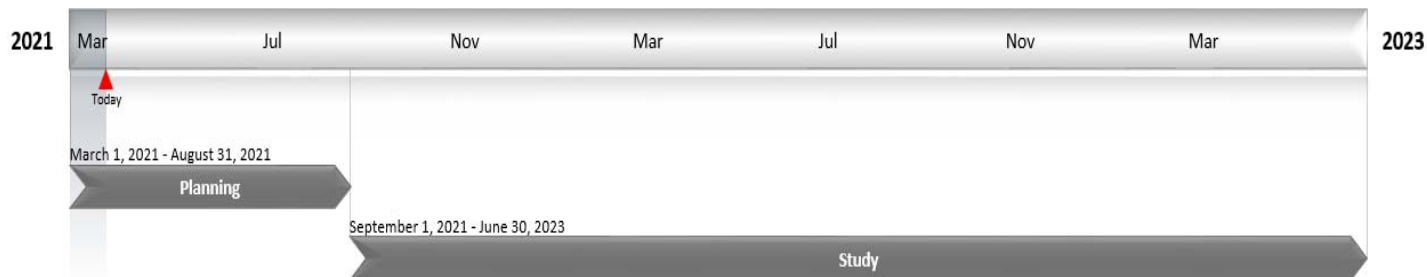 2021 Mar Jul Nov Mar Jul Nov Mar 2023
Today
March 1, 2021 - August 31, 2021
Planning
September 1, 2021 - June 30, 2023
Study